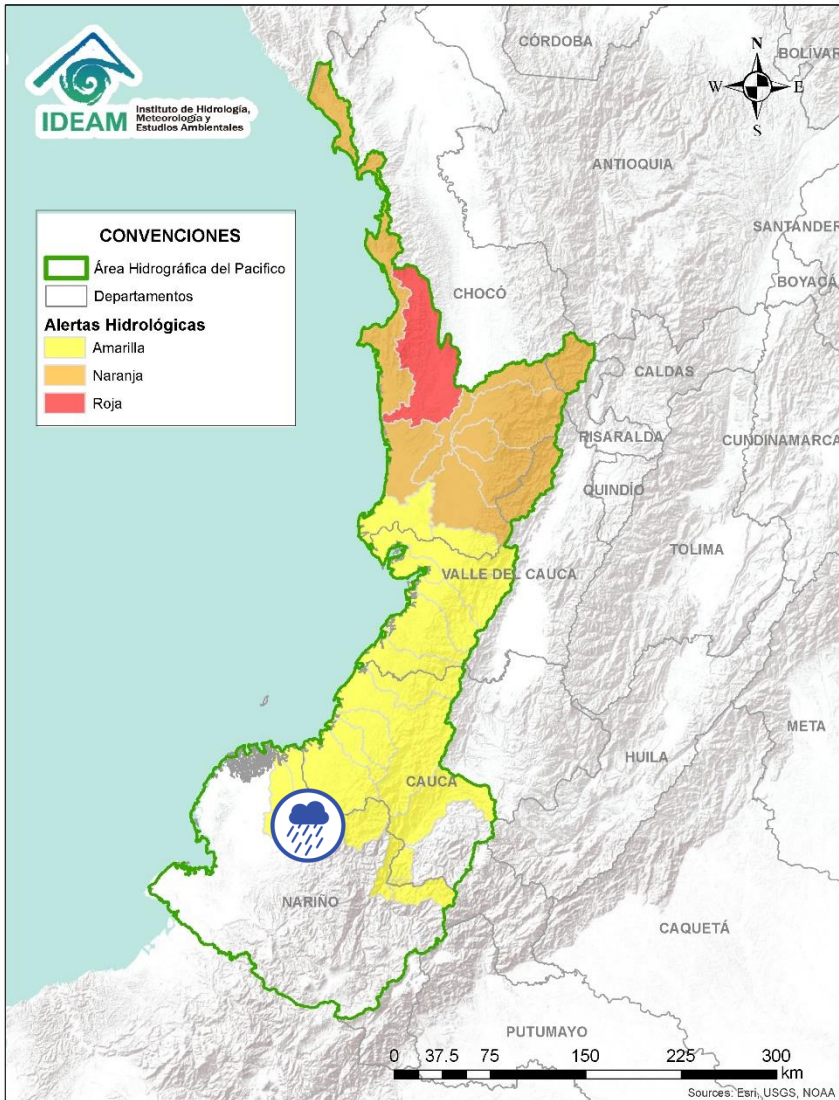 IDEAM
Instituto de Hidrología,
Meteorología y
Estudios Ambientales
CÓRDOBA
BOLÍVAR
N
W
E
S
ANTIOQUIA
SANTANDER
BOYACÁ
CONVENCIONES
Área Hidrográfica del Pacifico
Departamentos
Alertas Hidrológicas
Amarilla
Naranja
Roja
CHOCÓ
CALDAS
RISARALDA
CUNDINAMARCA
QUINDÍO
TOLIMA
VALLE DEL CAUCA
META
HUILA
CAUCA
NARIÑO
CAQUETÁ
PUTUMAYO
0 37.5 75 150 225 300
km
Sources: Esri, USGS, NOAA